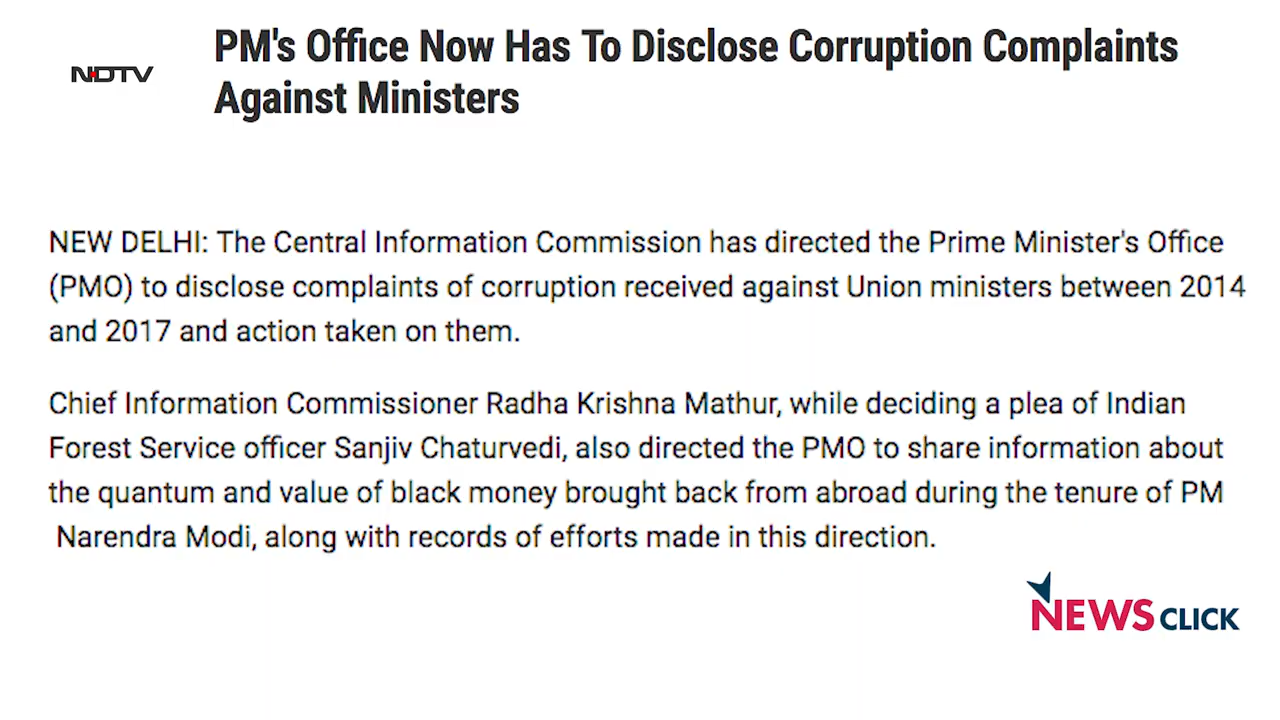 PM's Office Now Has To Disclose Corruption Complaints
NDTV
Against Ministers
NEW DELHI: The Central Information Commission has directed the Prime Minister's Office
(PMO) to disclose complaints of corruption received against Union ministers between 2014
and 2017 and action taken on them.
Chief Information Commissioner Radha Krishna Mathur, while deciding a plea of Indian
Forest Service officer Sanjiv Chaturvedi, also directed the PMO to share information about
the quantum and value of black money brought back from abroad during the tenure of PM
Narendra Modi, along with records of efforts made in this direction.
NEWS CLICK